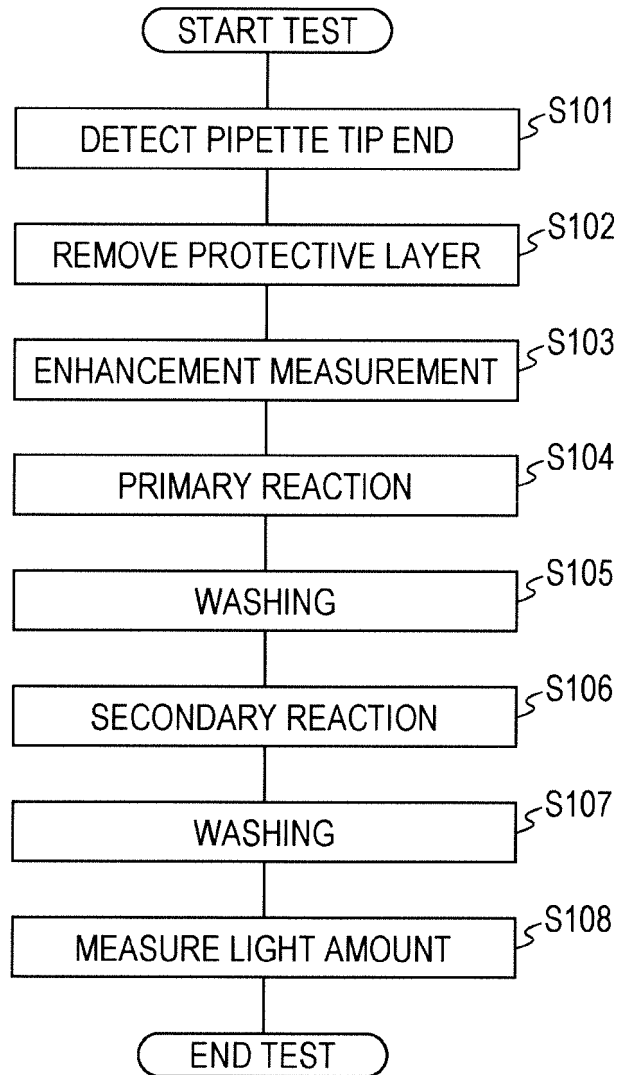 START TEST
S101
DETECT PIPETTE TIP END
S102
REMOVE PROTECTIVE LAYER
S103
ENHANCEMENT MEASUREMENT
S104
PRIMARY REACTION
S105
WASHING
S106
SECONDARY REACTION
S107
WASHING
S108
MEASURE LIGHT AMOUNT
END TEST